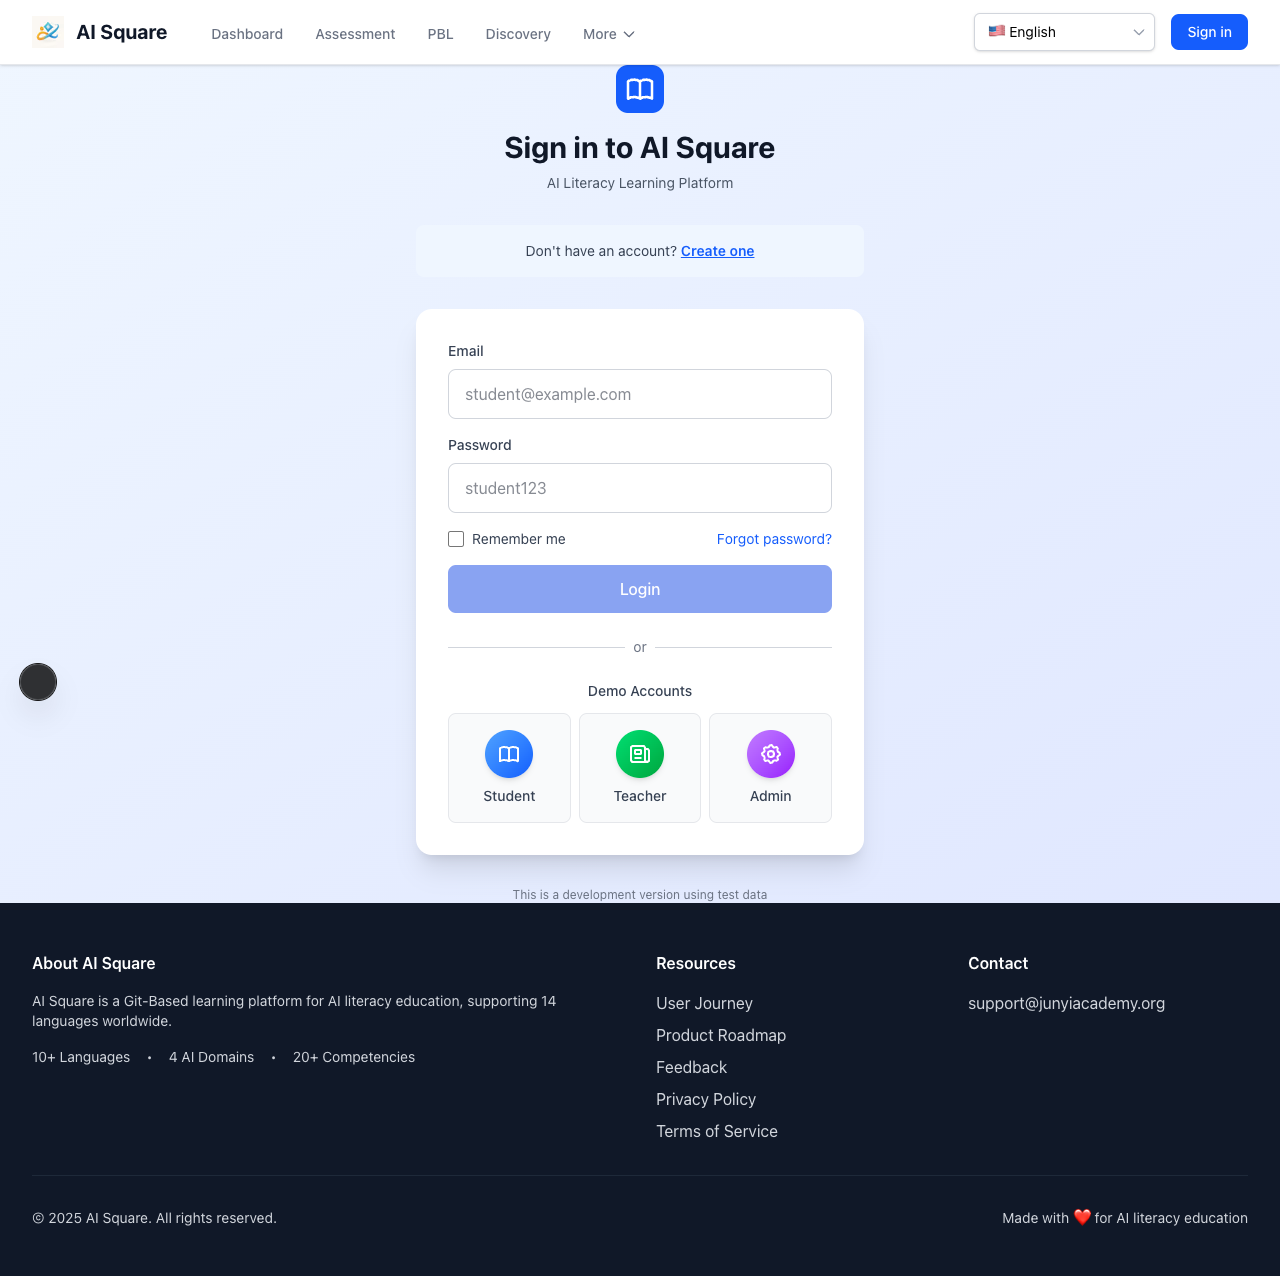 AI Square
Dashboard
Assessment
PBL
Discovery
More
English
Sign in
Sign in to AI Square
AI Literacy Learning Platform
Don't have an account? Create one
Email
student@example.com
Password
student123
Remember me
Forgot password?
Login
or
Demo Accounts
Student
Teacher
Admin
This is a development version using test data
About AI Square
AI Square is a Git-Based learning platform for AI literacy education, supporting 14
languages worldwide.
10+ Languages • 4 AI Domains • 20+ Competencies
Resources
User Journey
Product Roadmap
Feedback
Privacy Policy
Terms of Service
Contact
support@junyiacademy.org
© 2025 AI Square. All rights reserved.
Made with ❤️ for AI literacy education